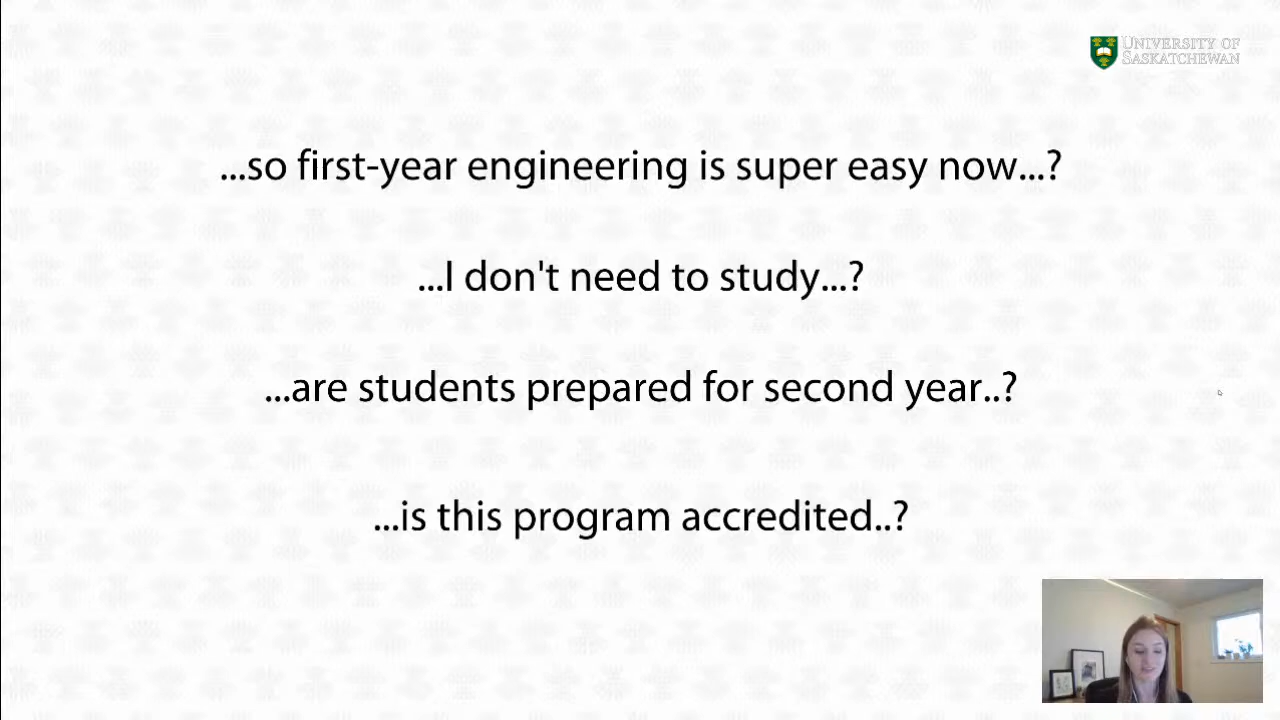 UNIVERSITY OF
SASKATCHEWAN
...so first-year engineering is super easy now...?
...I don't need to study...?
...are students prepared for second year..?
...is this program accredited..?